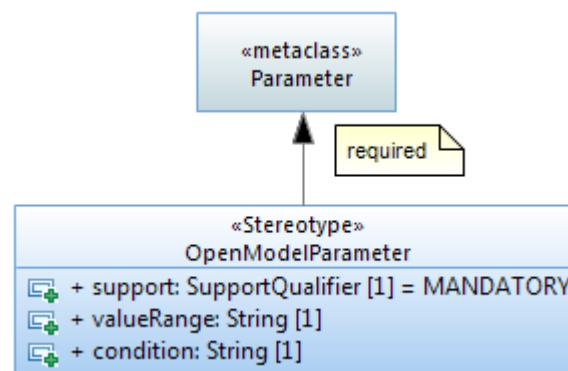 «metaclass»
Parameter
required
«Stereotype»
OpenModelParameter
+ support: SupportQualifier [1] = MANDATORY
+ valueRange: String [1]
+ condition: String [1]